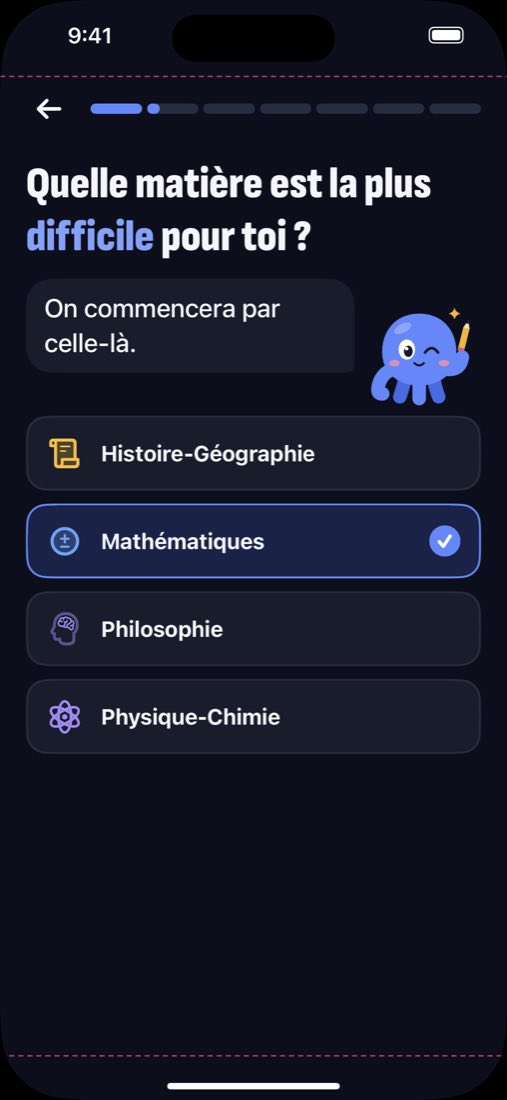 9:41
Quelle matière est la plus
difficile pour toi ?
On commencera par
celle-là.
Histoire-Géographie
Mathématiques
Philosophie
Physique-Chimie